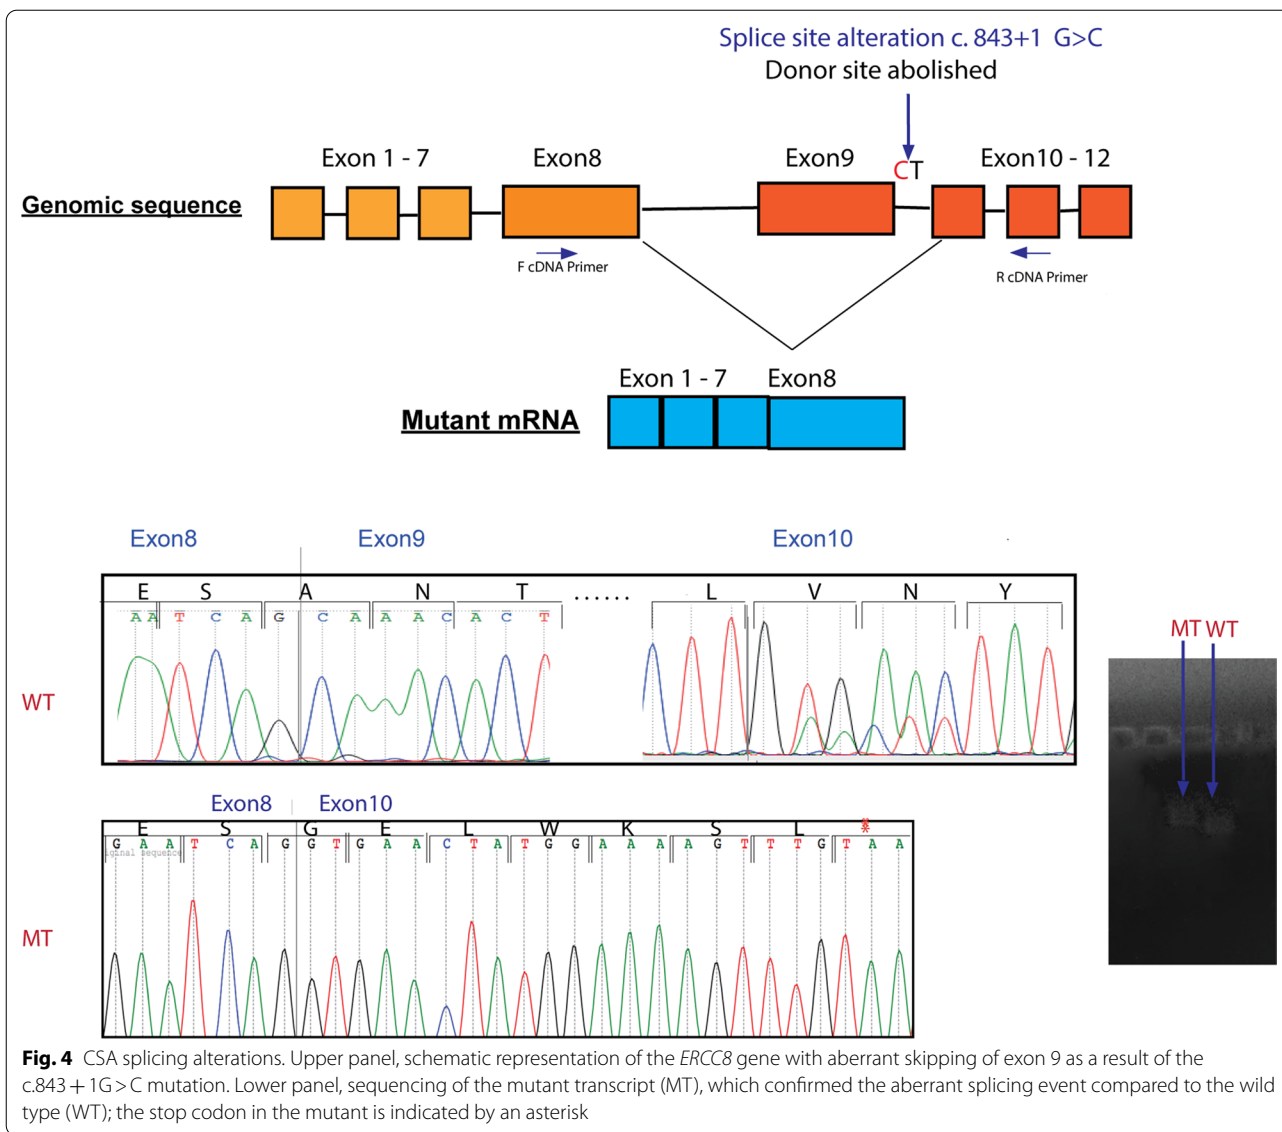 Splice site alteration c. 843+1 G>C
Donor site abolished
Exon 1 - 7
Exon8
Exon9
CT
Exon10 - 12
Genomic sequence
F cDNA Primer
R cDNA Primer
Exon 1 - 7
Exon8
Mutant mRNA
Exon8
Exon9
Exon10
E S A N T ...... L V N Y
A A T C A G C A A A C A C T
WT
MT WT
Exon8
Exon10
E S G E L W K S L *
G A A T C A G G T G A A C T A T G G A A A A G T T T G T A A
iginal sequence
MT
Fig. 4 CSA splicing alterations. Upper panel, schematic representation of the ERCC8 gene with aberrant skipping of exon 9 as a result of the
c.843 + 1G > C mutation. Lower panel, sequencing of the mutant transcript (MT), which confirmed the aberrant splicing event compared to the wild
type (WT); the stop codon in the mutant is indicated by an asterisk